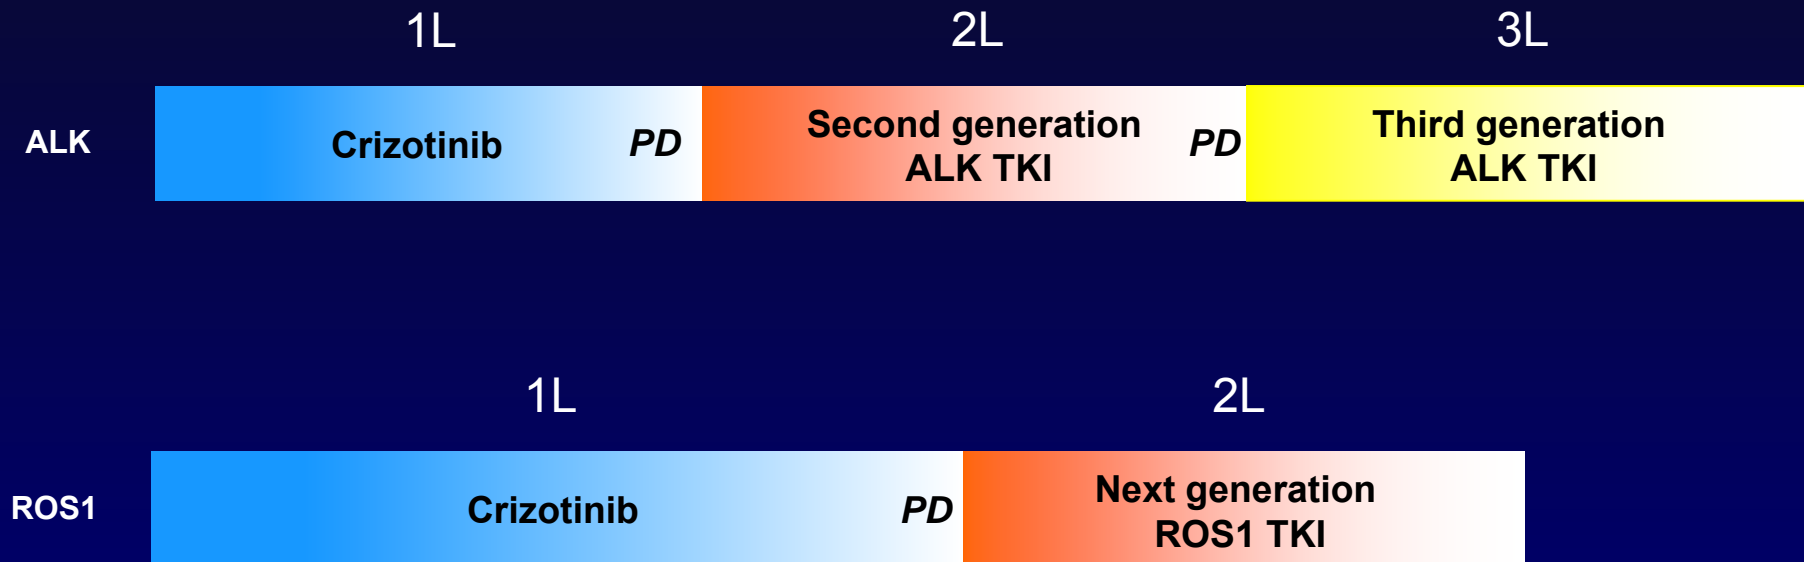 1L 2L 3L
ALK
Crizotinib PD
Second generation
ALK TKI
PD
Third generation
ALK TKI
1L 2L
ROS1
Crizotinib PD
Next generation
ROS1 TKI